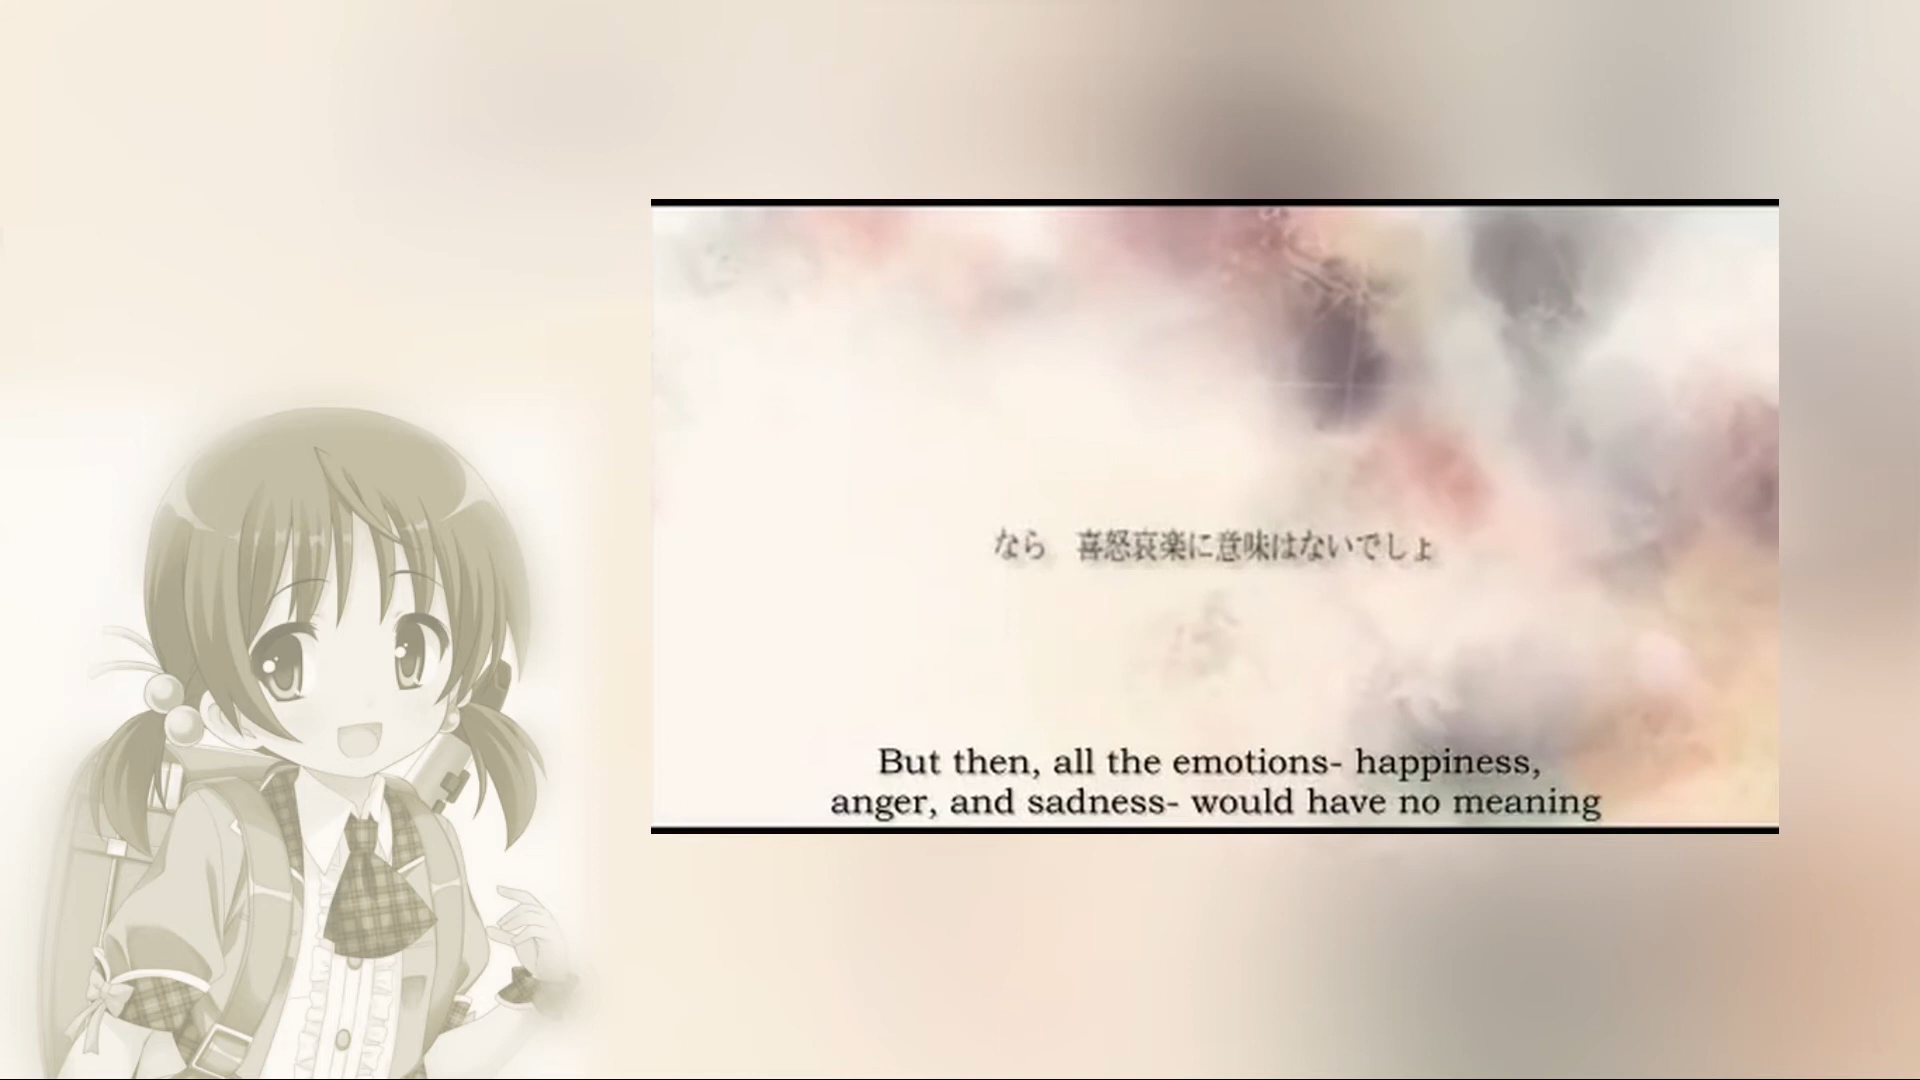 なら　喜怒哀楽に意味はないでしょ
But then, all the emotions- happiness,
anger, and sadness- would have no meaning